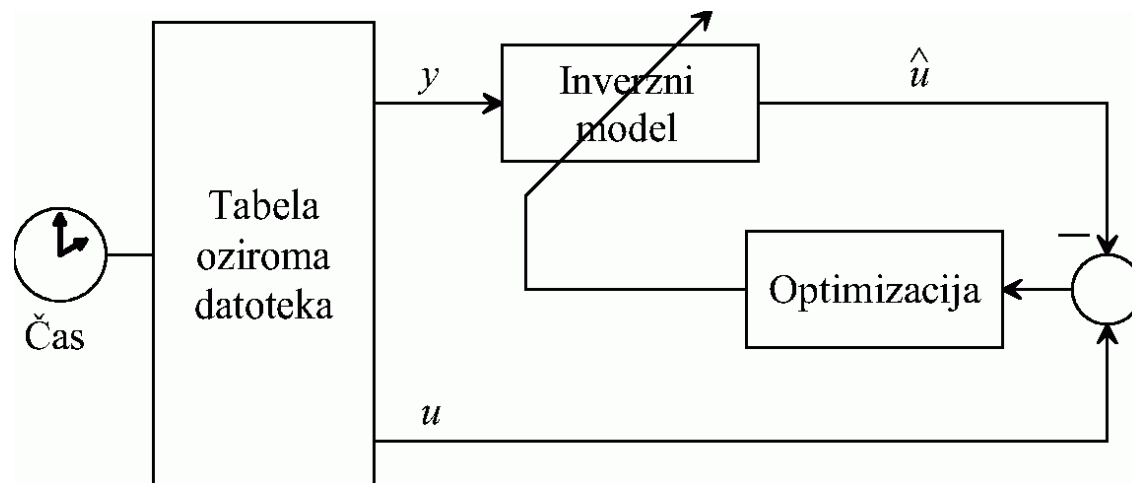 y
Inverzni
model
û
Tabela
oziroma
datoteka
Čas
–
Optimizacija
u